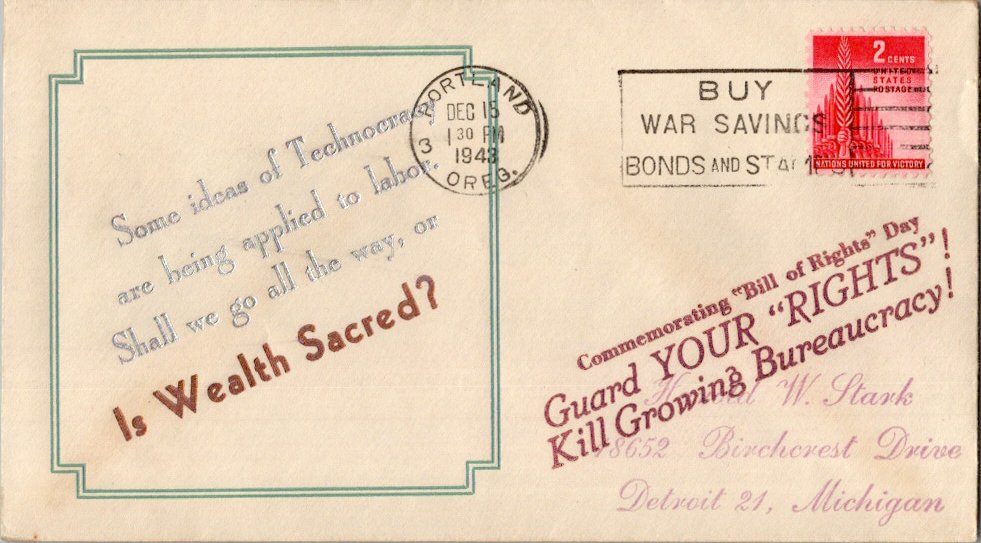 Some ideas of Technocracy
are being applied to labor.
Shall we go all the way, or
Is Wealth Sacred?
PORTLAND
DEC 15
1 30 PM
3
1943
OREG.
BUY
WAR SAVINGS
BONDS AND
2 CENTS
UNITED
STATES
POSTAGE
NATIONS UNITED FOR VICTORY
Commemorating "Bill of Rights" Day
Guard YOUR "RIGHTS"!
Kill Growing Bureaucracy!
W. Stark
18652 Birchcrest Drive
Detroit 21, Michigan